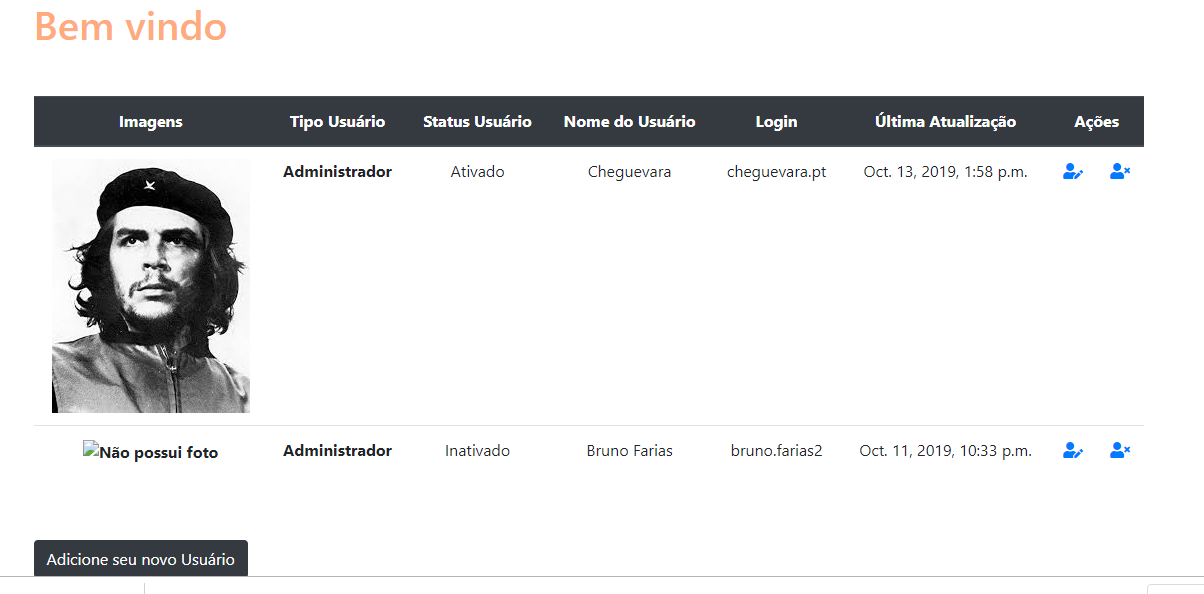 Bem vindo
Imagens Tipo Usuário Status Usuário Nome do Usuário Login Última Atualização Ações
Administrador Ativado Cheguevara cheguevara.pt Oct. 13, 2019, 1:58 p.m.
Não possui foto Administrador Inativado Bruno Farias bruno.farias2 Oct. 11, 2019, 10:33 p.m.
Adicione seu novo Usuário